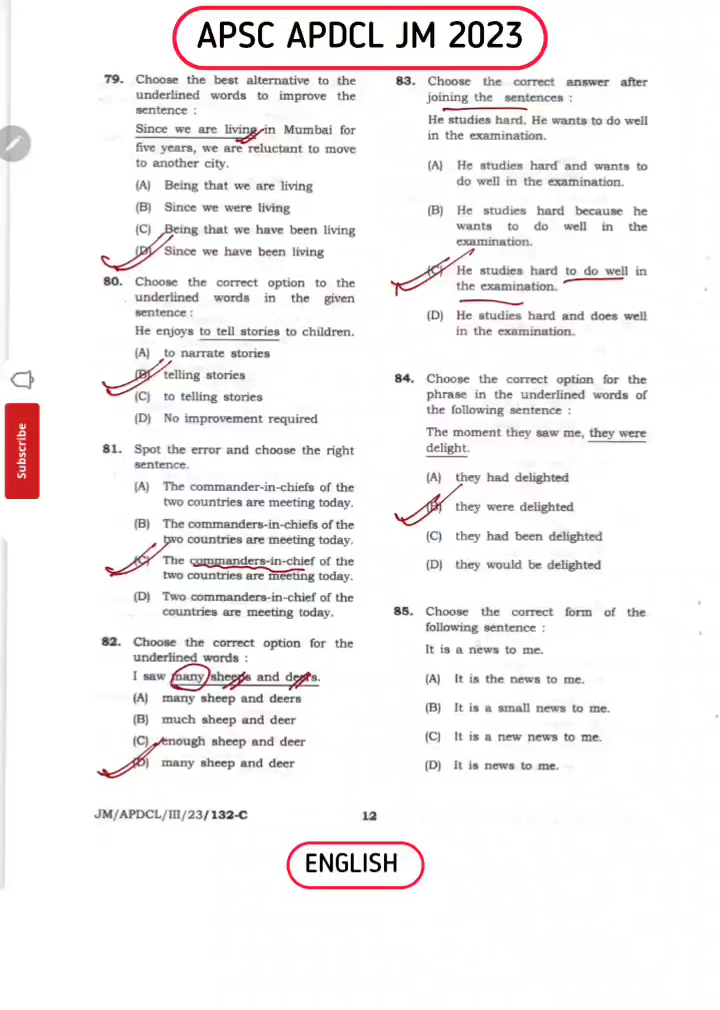 APSC APDCL JM 2023
79. Choose the best alternative to the
underlined words to improve the
sentence :
Since we are living in Mumbai for
five years, we are reluctant to move
to another city.
(A) Being that we are living
(B) Since we were living
(C) Being that we have been living
(D) Since we have been living
80. Choose the correct option to the
underlined words in the given
sentence :
He enjoys to tell stories to children.
(A) to narrate stories
(B) telling stories
(C) to telling stories
(D) No improvement required
81. Spot the error and choose the right
sentence.
(A) The commander-in-chiefs of the
two countries are meeting today.
(B) The commanders-in-chiefs of the
two countries are meeting today.
(C) The commanders-in-chief of the
two countries are meeting today.
(D) Two commanders-in-chief of the
countries are meeting today.
82. Choose the correct option for the
underlined words :
I saw many sheeps and deers.
(A) many sheep and deers
(B) much sheep and deer
(C) enough sheep and deer
(D) many sheep and deer
83. Choose the correct answer after
joining the sentences :
He studies hard. He wants to do well
in the examination.
(A) He studies hard and wants to
do well in the examination.
(B) He studies hard because he
wants to do well in the
examination.
(C) He studies hard to do well in
the examination.
(D) He studies hard and does well
in the examination.
84. Choose the correct option for the
phrase in the underlined words of
the following sentence :
The moment they saw me, they were
delight.
(A) they had delighted
(B) they were delighted
(C) they had been delighted
(D) they would be delighted
85. Choose the correct form of the
following sentence :
It is a news to me.
(A) It is the news to me.
(B) It is a small news to me.
(C) It is a new news to me.
(D) It is news to me.
JM/APDCL/III/23/132-C
12
Subscribe
ENGLISH